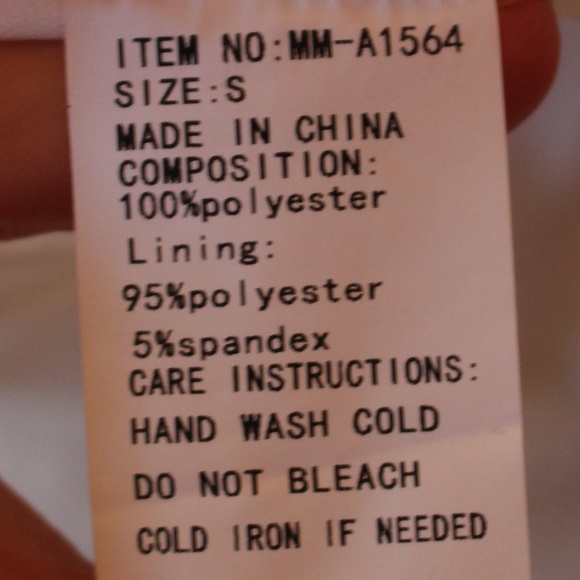 ITEM NO:MM-A1564
SIZE:S
MADE IN CHINA
COMPOSITION:
100%polyester
Lining:
95%polyester
5%spandex
CARE INSTRUCTIONS:
HAND WASH COLD
DO NOT BLEACH
COLD IRON IF NEEDED